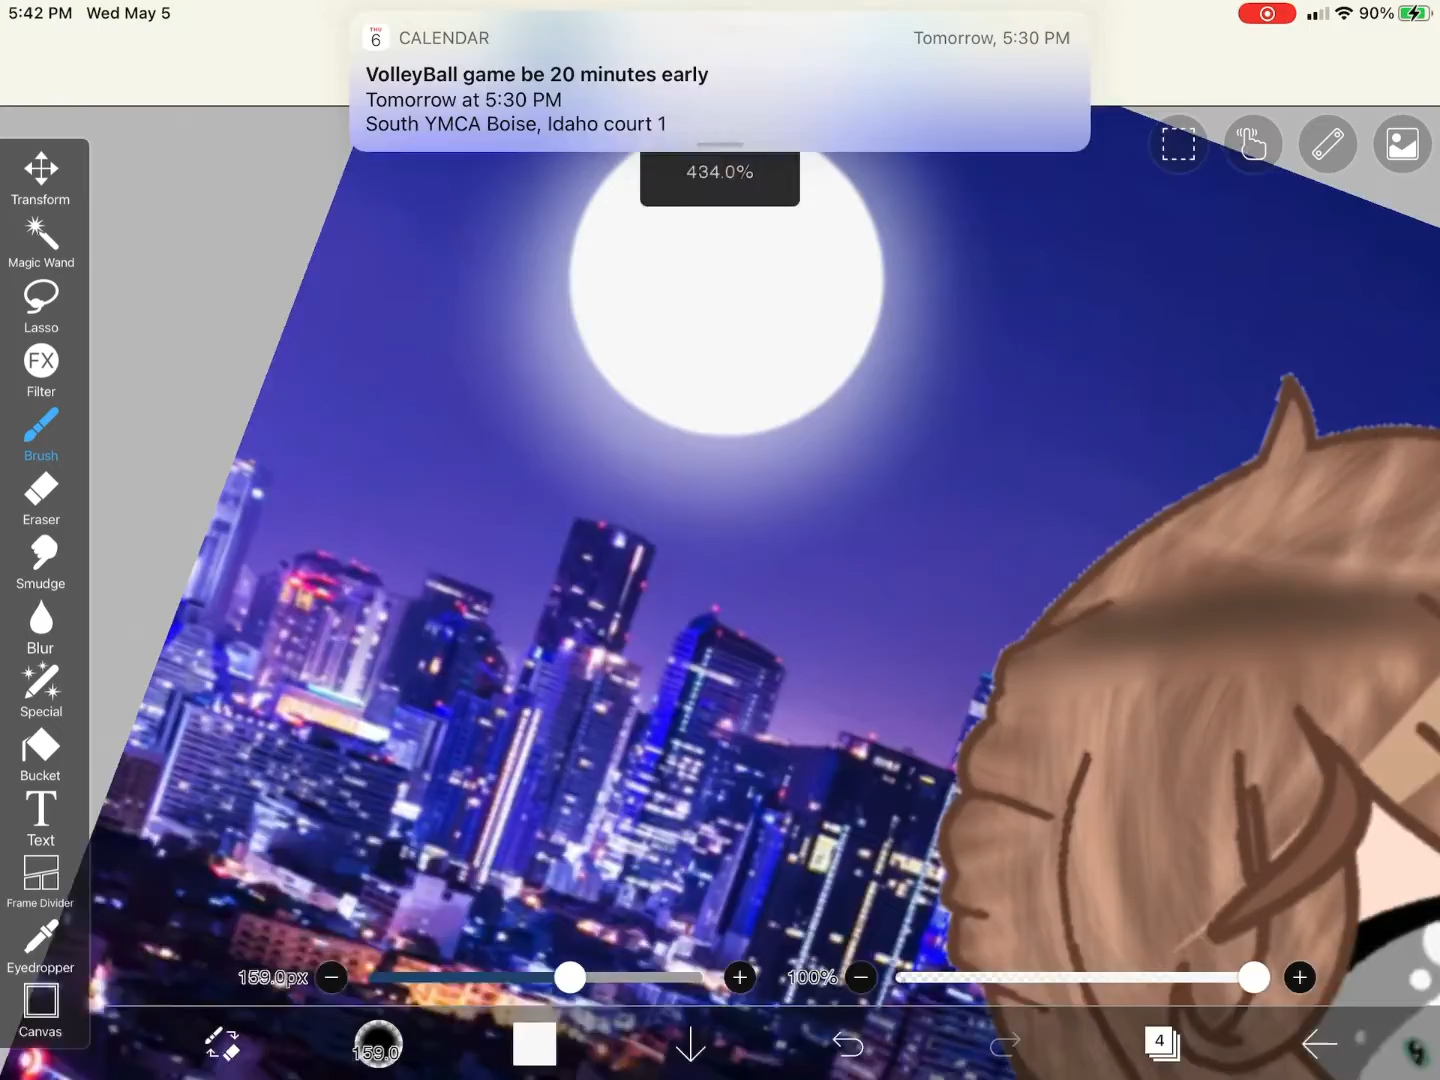 5:42 PM Wed May 5
90%
THU
6
CALENDAR
Tomorrow, 5:30 PM
VolleyBall game be 20 minutes early
Tomorrow at 5:30 PM
South YMCA Boise, Idaho court 1
434.0%
Transform
Magic Wand
Lasso
FX
Filter
Brush
Eraser
Smudge
Blur
Special
Bucket
T
Text
Frame Divider
Eyedropper
Canvas
159.0px
100%
159.0
4